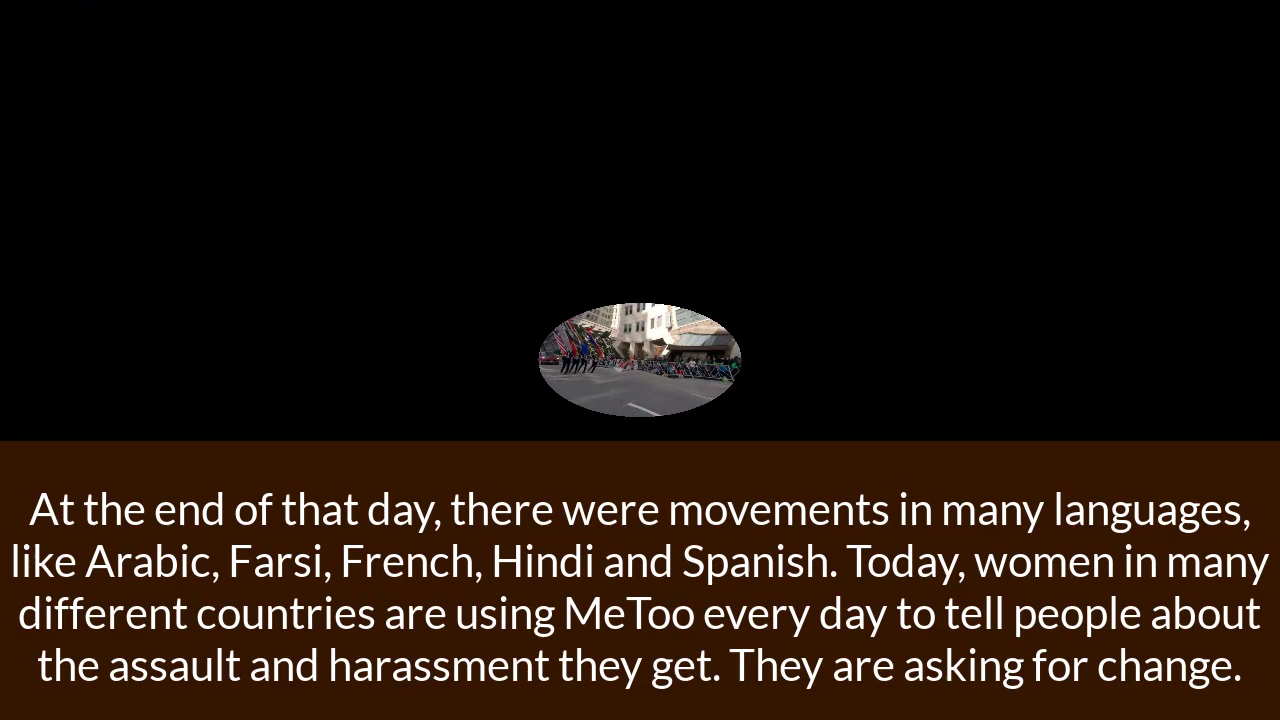 At the end of that day, there were movements in many languages,
like Arabic, Farsi, French, Hindi and Spanish. Today, women in many
different countries are using MeToo every day to tell people about
the assault and harassment they get. They are asking for change.